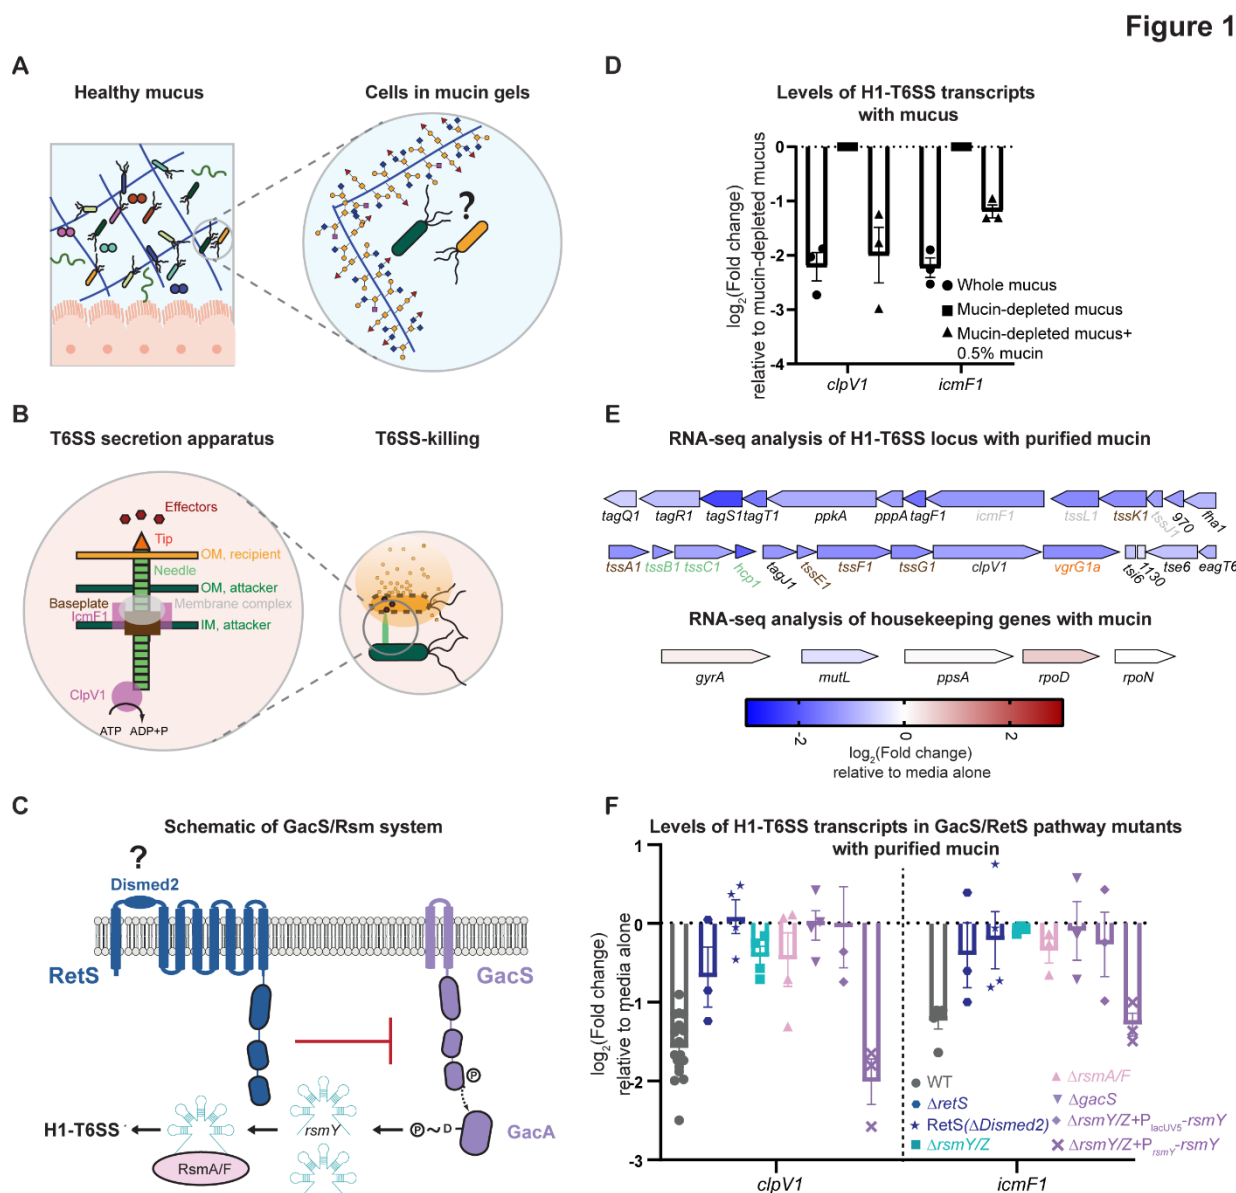 Figure 1
A
Healthy mucus
Cells in mucin gels
?
B
T6SS secretion apparatus
T6SS-killing
Effectors
Tip
OM, recipient
Needle
OM, attacker
Baseplate
Membrane complex
IcmF1
IM, attacker
ClpV1
ATP
ADP+P
C
Schematic of GacS/Rsm system
?
Dismed2
RetS
GacS
P
H1-T6SS
rsmY
P~D
GacA
RsmA/F
D
Levels of H1-T6SS transcripts
with mucus
log2(Fold change)
relative to mucin-depleted mucus
0
-1
-2
-3
-4
Whole mucus
Mucin-depleted mucus
Mucin-depleted mucus+
0.5% mucin
clpV1
icmF1
E
RNA-seq analysis of H1-T6SS locus with purified mucin
tagQ1 tagR1 tagS1 tagT1 ppkA pppA tagF1 icmF1 tssL1 tssK1 tssJ1 970 fha1
tssA1 tssB1 tssC1 hcp1 tagJ1 tssE1 tssF1 tssG1 clpV1 vgrG1a tsi6 1130 tse6 eagT6
RNA-seq analysis of housekeeping genes with mucin
gyrA mutL ppsA rpoD rpoN
-2 0 2
log2(Fold change)
relative to media alone
F
Levels of H1-T6SS transcripts in GacS/RetS pathway mutants
with purified mucin
log2(Fold change)
relative to media alone
1
0
-1
-2
-3
WT
ΔretS
RetS(ΔDismed2)
ΔrsmY/Z
ΔrsmA/F
ΔgacS
ΔrsmY/Z+PlacUV5-rsmY
ΔrsmY/Z+PrsmY-rsmY
clpV1
icmF1